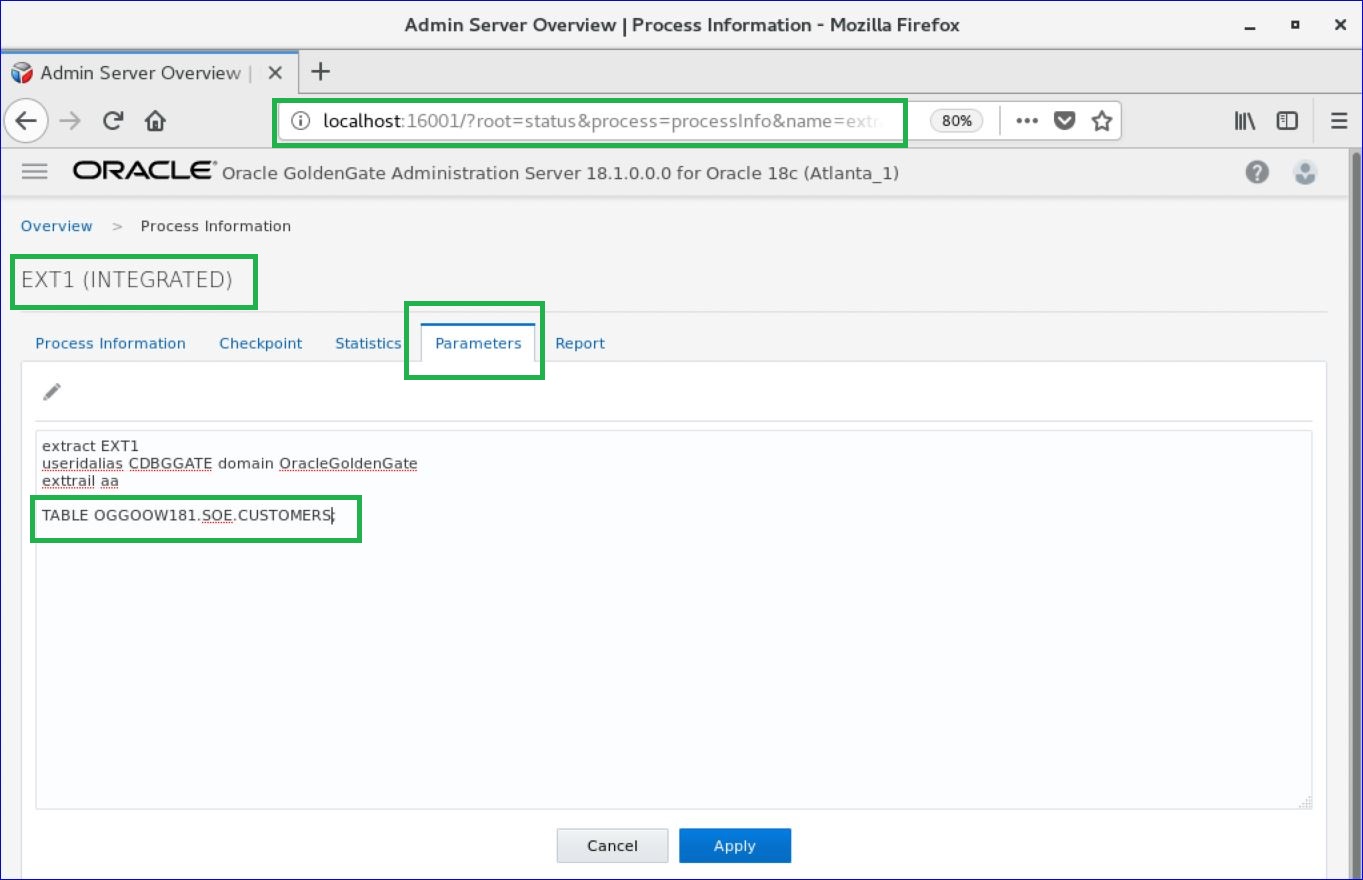 Admin Server Overview | Process Information - Mozilla Firefox
Admin Server Overview |
localhost:16001/?root=status&process=processInfo&name=extr
80%
ORACLE® Oracle GoldenGate Administration Server 18.1.0.0.0 for Oracle 18c (Atlanta_1)
Overview > Process Information
EXT1 (INTEGRATED)
Process Information Checkpoint Statistics Parameters Report
extract EXT1
useridalias CDBGGATE domain OracleGoldenGate
exttrail aa
TABLE OGGOOW181.SOE.CUSTOMERS;
Cancel Apply